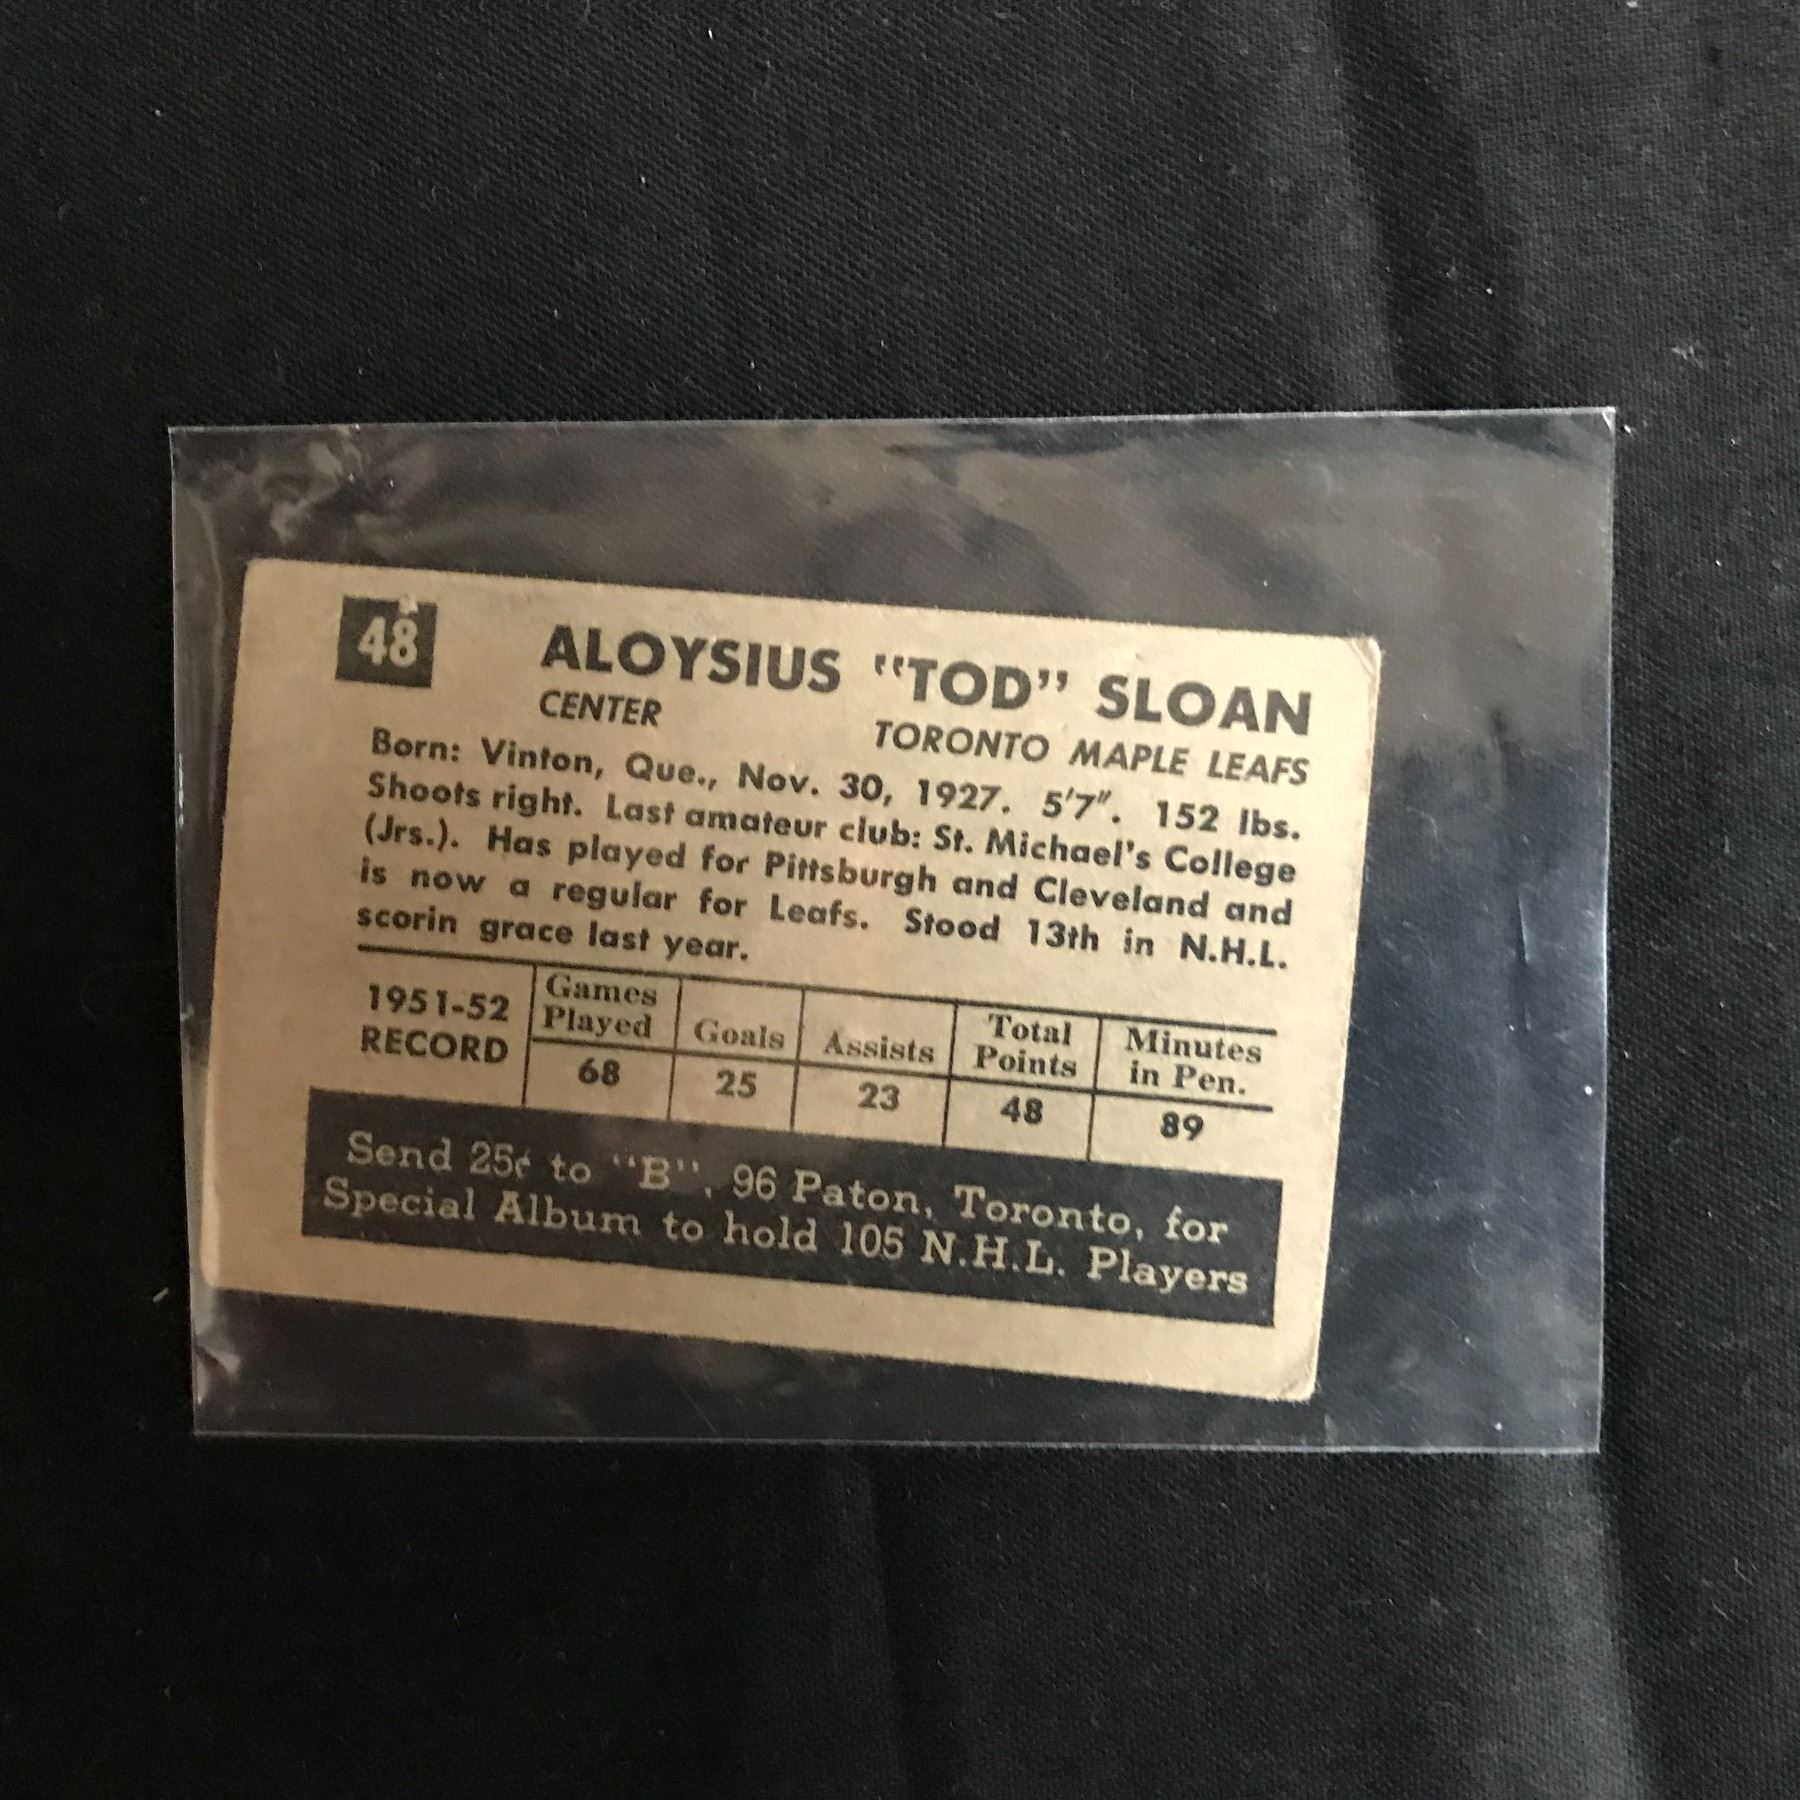 48
ALOYSIUS "TOD" SLOAN
CENTER TORONTO MAPLE LEAFS
Born: Vinton, Que., Nov. 30, 1927. 5'7". 152 lbs.
Shoots right. Last amateur club: St. Michael's College
(Jrs.). Has played for Pittsburgh and Cleveland and
is now a regular for Leafs. Stood 13th in N.H.L.
scorin grace last year.
1951-52 RECORD
Games Played Goals Assists Total Points Minutes in Pen.
68 25 23 48 89
Send 25¢ to "B", 96 Paton, Toronto, for
Special Album to hold 105 N.H.L. Players